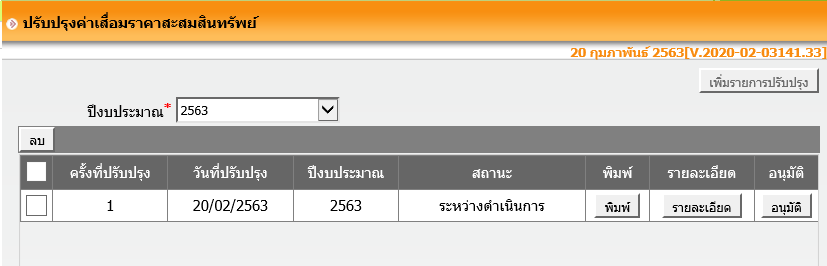 ปรับปรุงค่าเสื่อมราคาสะสมสินทรัพย์
20 กุมภาพันธ์ 2563[V.2020-02-03141.33]
เพิ่มรายการปรับปรุง
ปีงบประมาณ* 2563
ลบ
ครั้งที่ปรับปรุง วันที่ปรับปรุง ปีงบประมาณ สถานะ พิมพ์ รายละเอียด อนุมัติ
1 20/02/2563 2563 ระหว่างดำเนินการ พิมพ์ รายละเอียด อนุมัติ